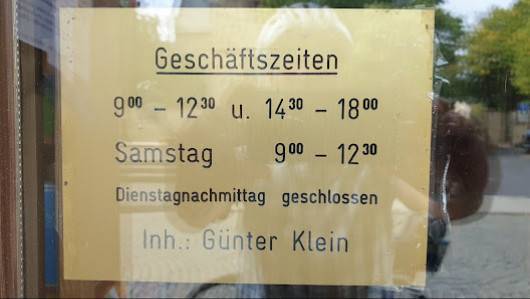 Geschäftszeiten
9⁰⁰ – 12³⁰ u. 14³⁰ – 18⁰⁰
Samstag 9⁰⁰ – 12³⁰
Dienstagnachmittag geschlossen
Inh.: Günter Klein